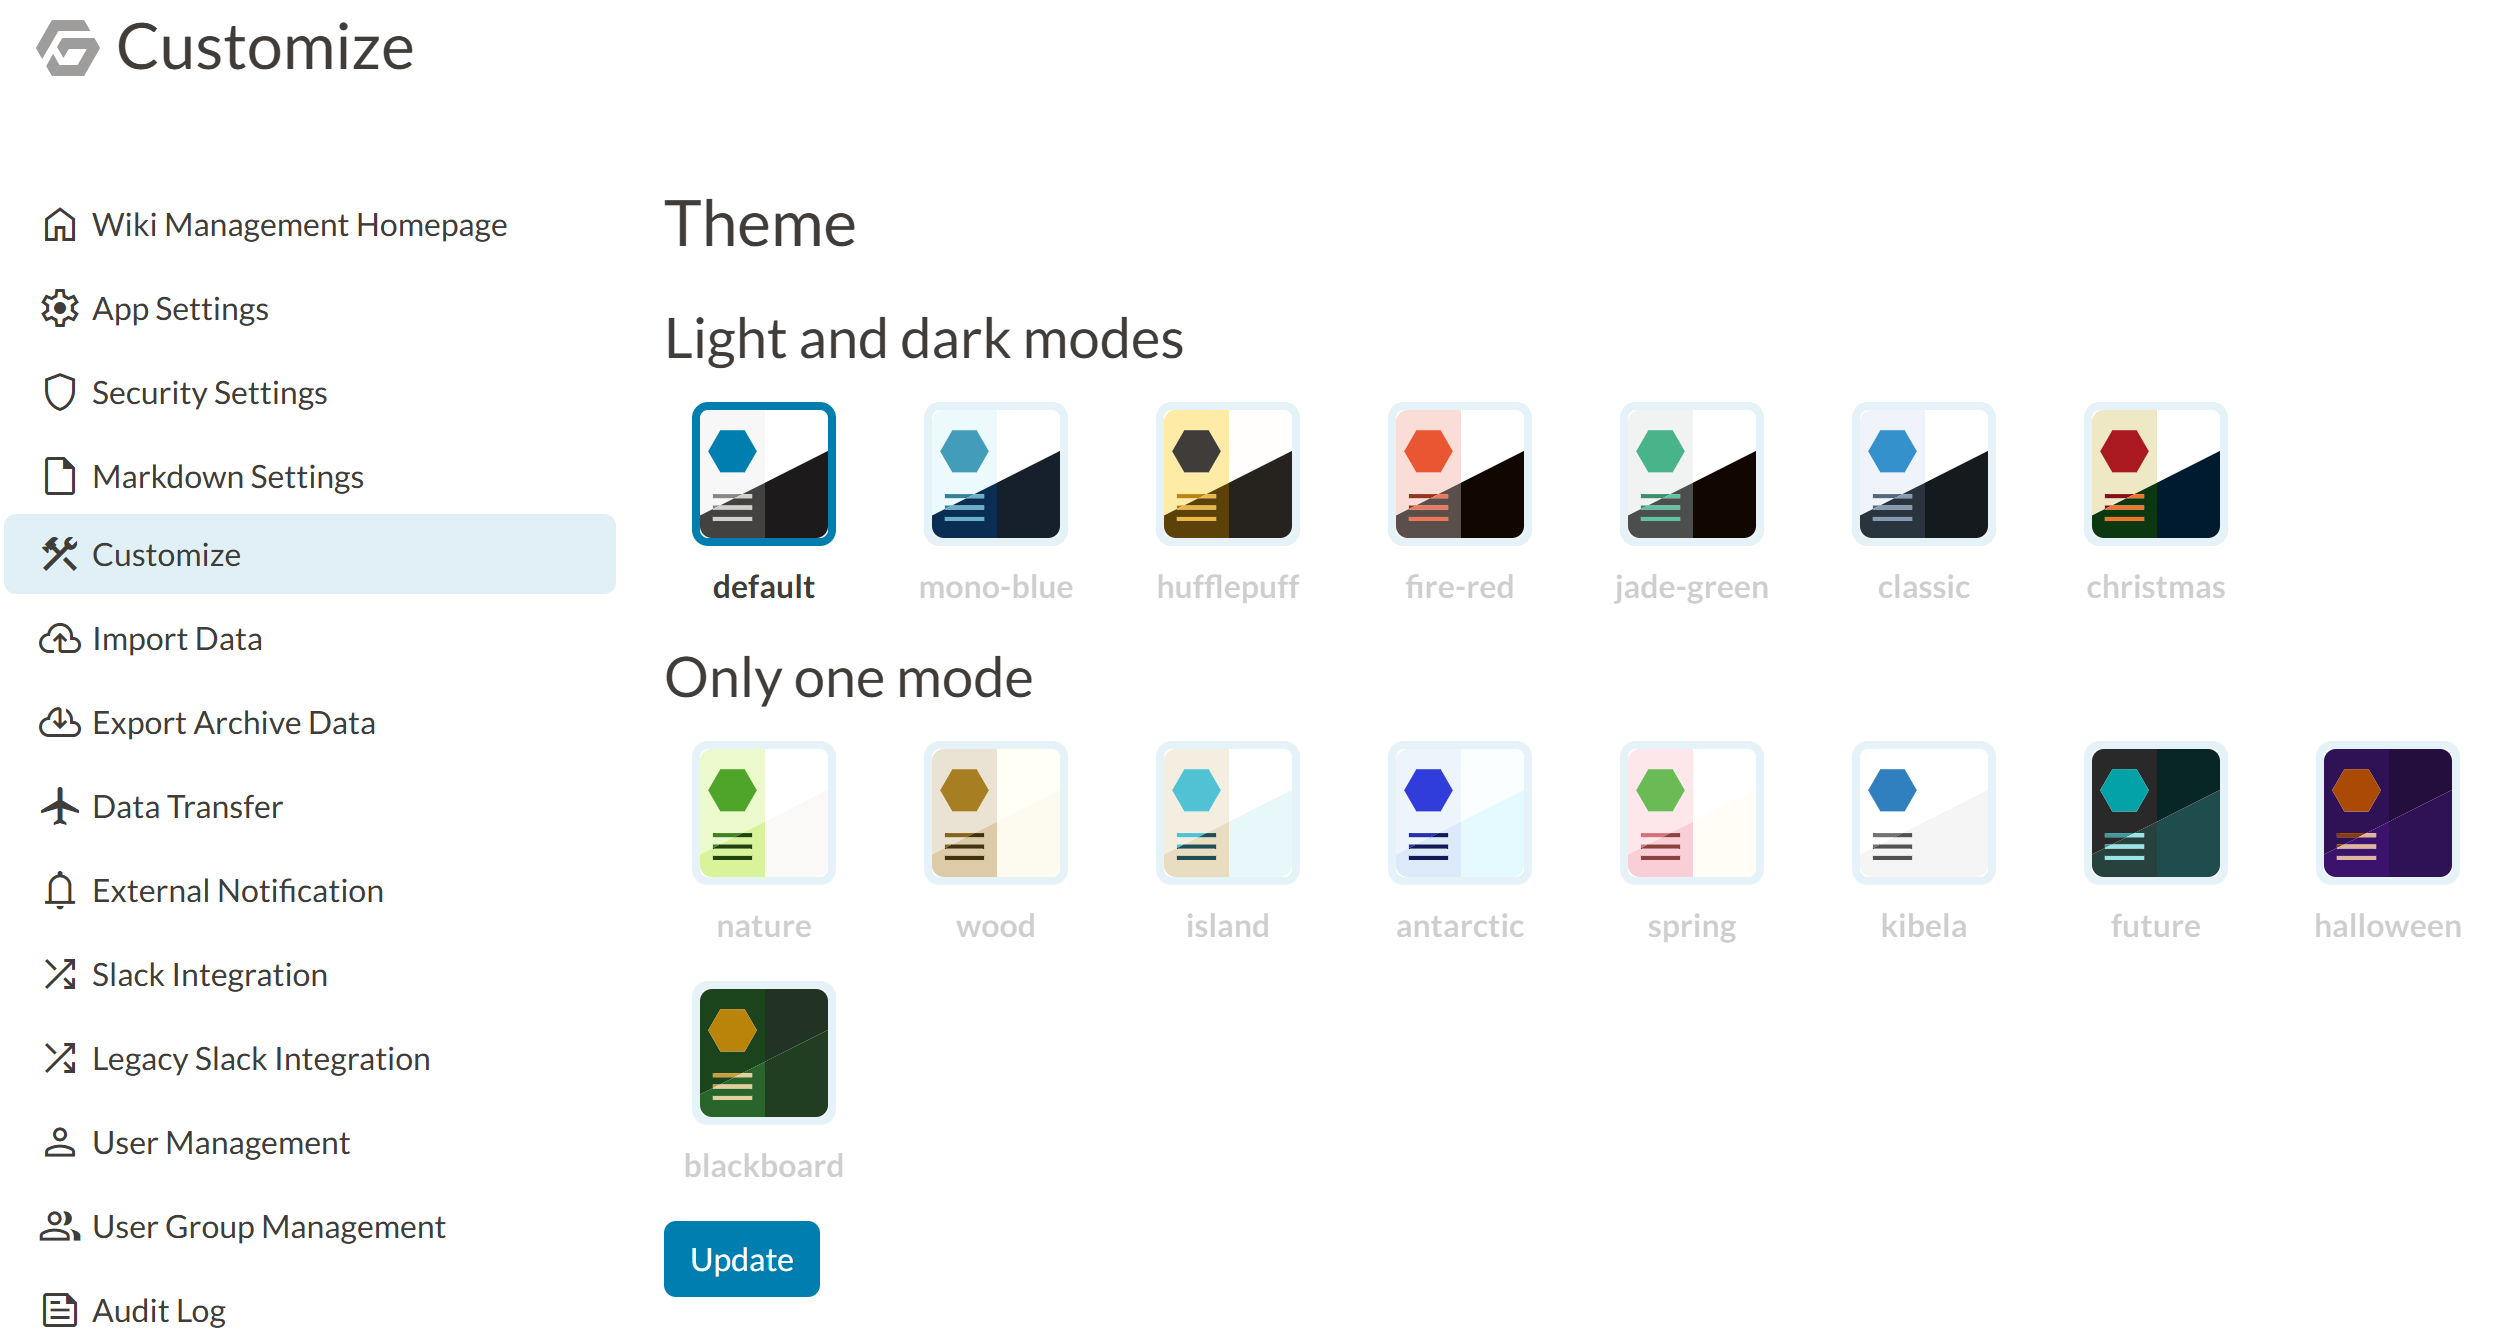 Customize
Wiki Management Homepage
App Settings
Security Settings
Markdown Settings
Customize
Import Data
Export Archive Data
Data Transfer
External Notification
Slack Integration
Legacy Slack Integration
User Management
User Group Management
Audit Log
Theme
Light and dark modes
default mono-blue hufflepuff fire-red jade-green classic christmas
Only one mode
nature wood island antarctic spring kibela future halloween
blackboard
Update